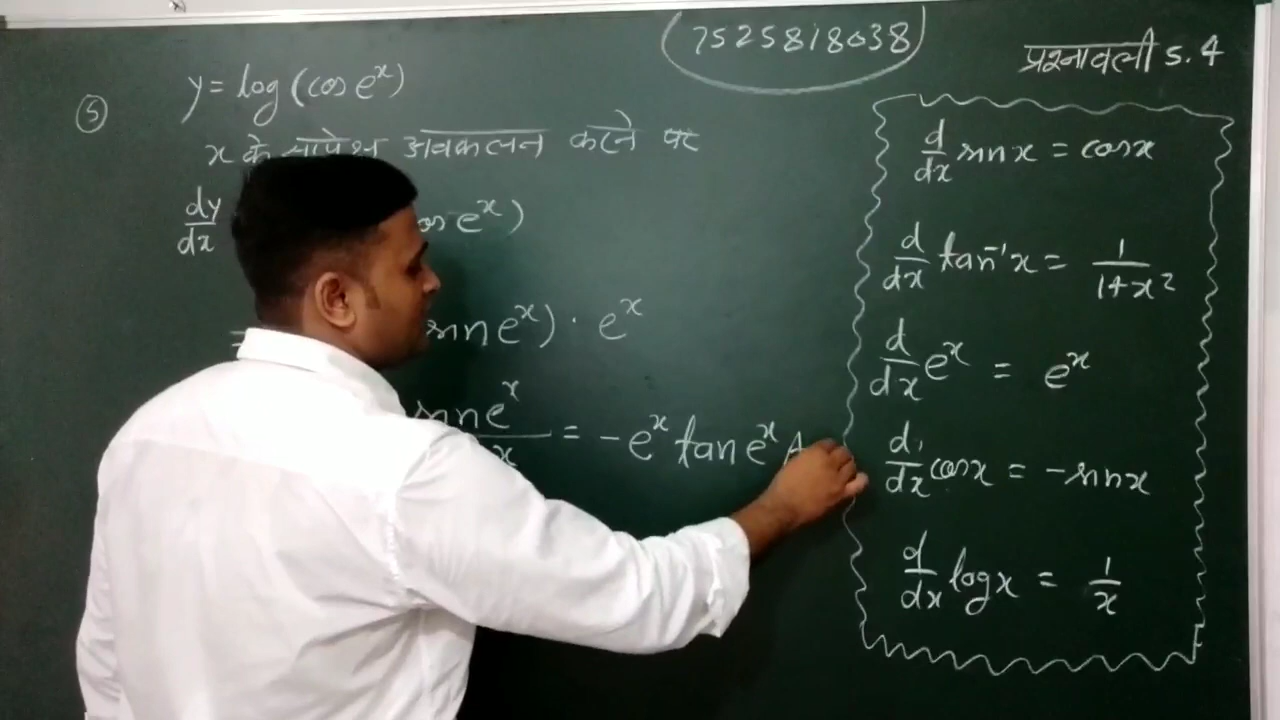 7525818038
प्रश्नावली 5.4
⑤ y = log (cos eˣ)
x के सापेक्ष अवकलन करने पर
dy/dx eˣ)
sin eˣ) · eˣ
sin eˣ / x = - eˣ tan eˣ A
d/dx sin x = cos x
d/dx tan⁻¹ x = 1/1+x²
d/dx eˣ = eˣ
d/dx cos x = - sin x
d/dx log x = 1/x